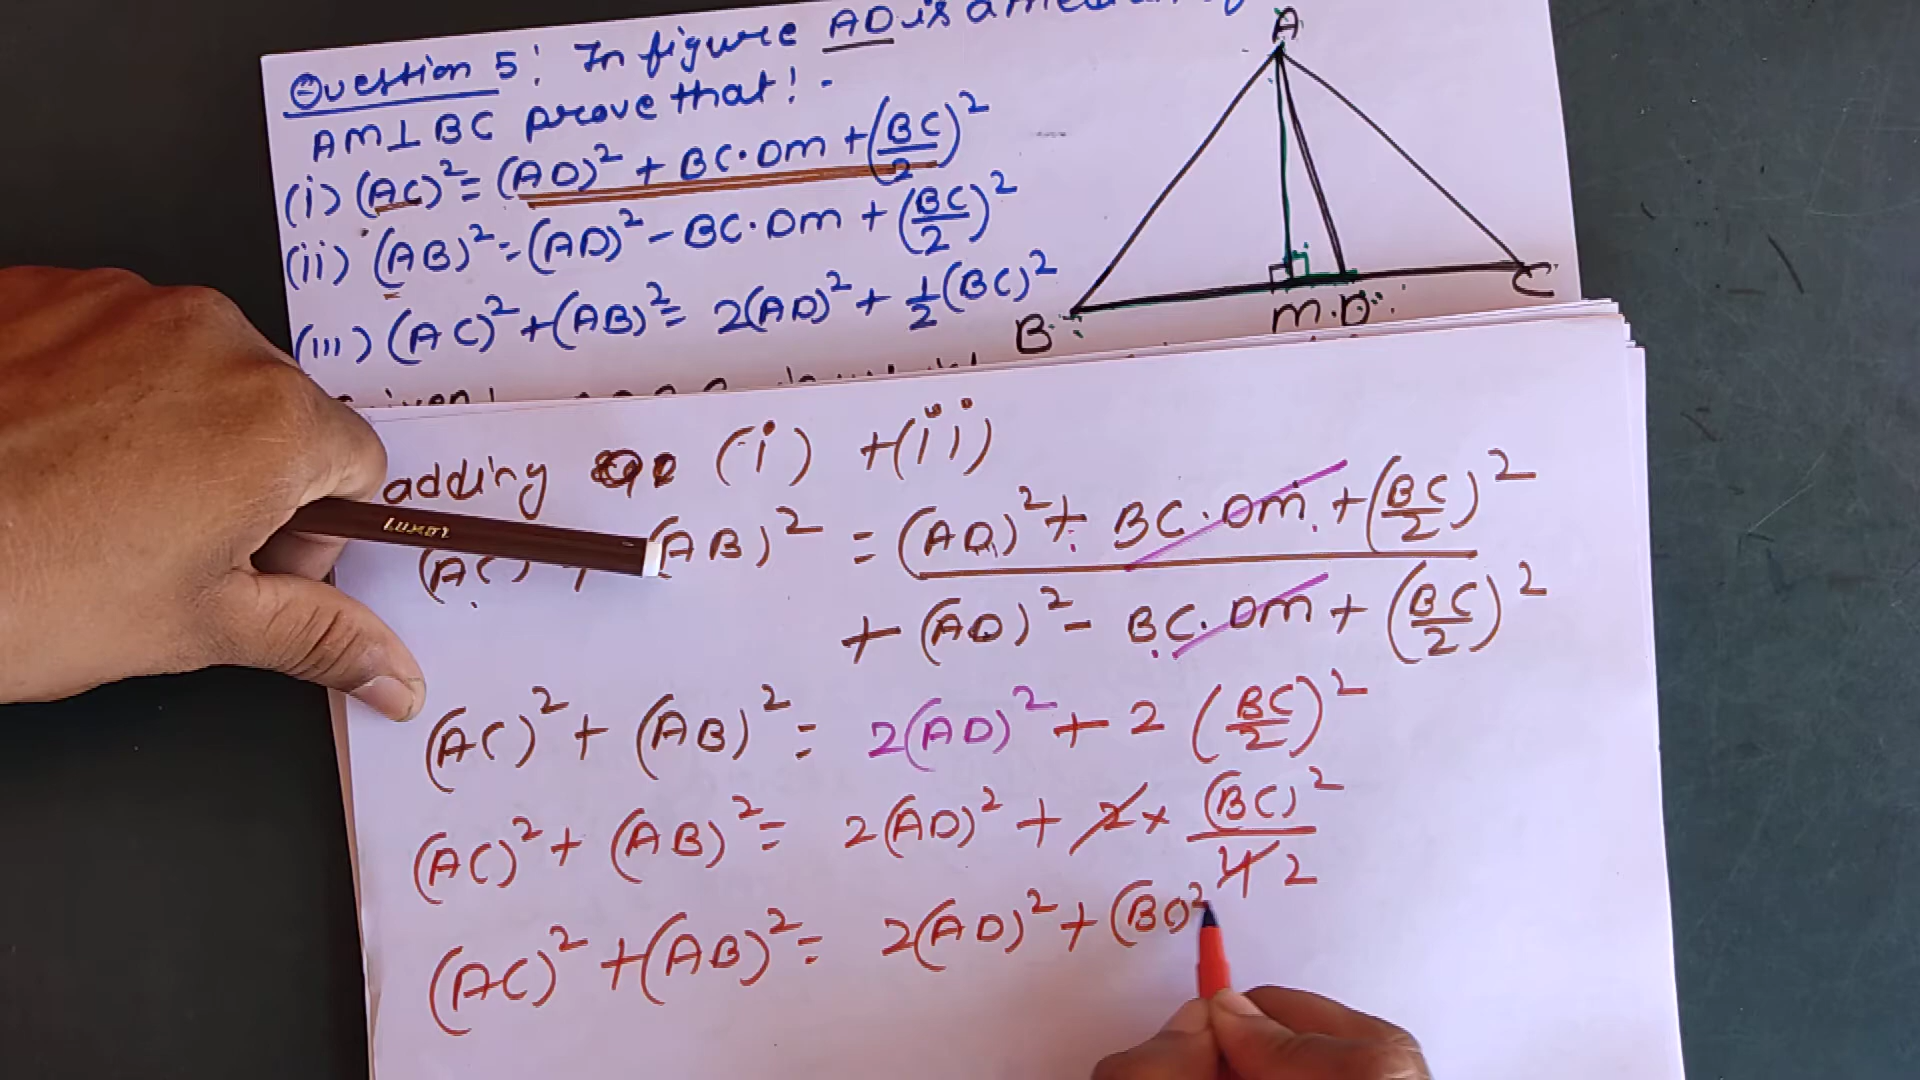 Question 5: In figure AD is a
AM⊥BC prove that:-
(i) (AC)² = (AD)² + BC·DM + (BC/2)²
(ii) (AB)² = (AD)² - BC·DM + (BC/2)²
(iii) (AC)² + (AB)² = 2(AD)² + 1/2(BC)²
A
B
M
D
C
adding (i) + (ii)
(AC) + (AB)² = (AD)² + BC·DM + (BC/2)²
+ (AD)² - BC·DM + (BC/2)²
(AC)² + (AB)² = 2(AD)² + 2(BC/2)²
(AC)² + (AB)² = 2(AD)² + 2 × (BC)²/4 2
(AC)² + (AB)² = 2(AD)² + (BC)²
Luxor